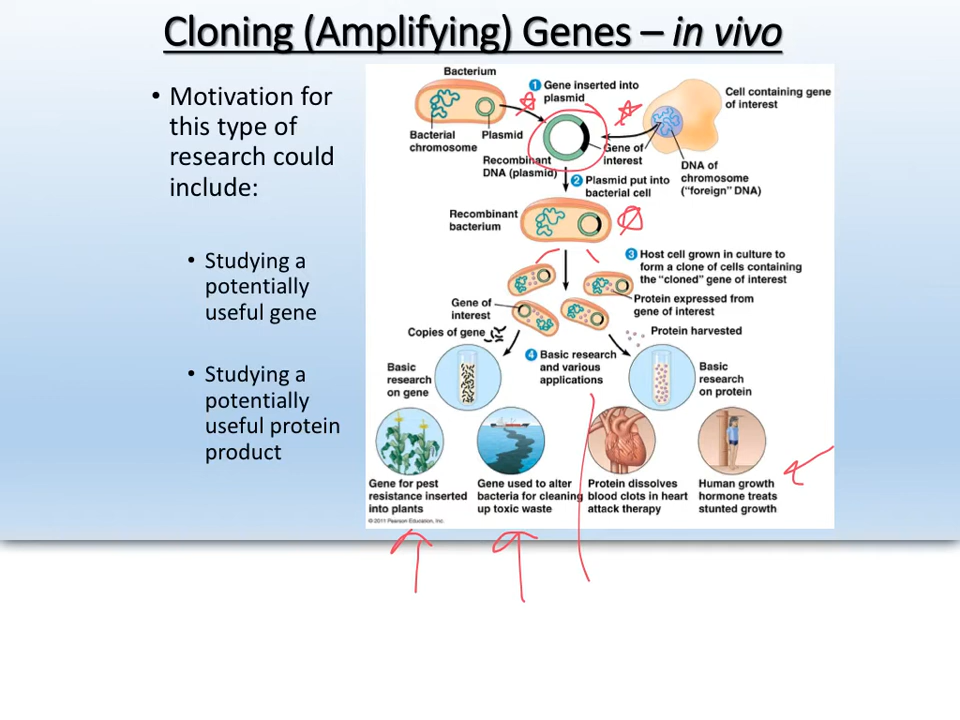 Cloning (Amplifying) Genes – in vivo
• Motivation for
this type of
research could
include:
• Studying a
potentially
useful gene
• Studying a
potentially
useful protein
product
Bacterium
1 Gene inserted into
plasmid
Cell containing gene
of interest
Bacterial
chromosome
Plasmid
Recombinant
DNA (plasmid)
Gene of
interest
DNA of
chromosome
("foreign" DNA)
2 Plasmid put into
bacterial cell
Recombinant
bacterium
3 Host cell grown in culture to
form a clone of cells containing
the "cloned" gene of interest
Gene of
interest
Protein expressed from
gene of interest
Copies of gene
Protein harvested
4 Basic research
and various
applications
Basic
research
on gene
Basic
research
on protein
Gene for pest
resistance inserted
into plants
Gene used to alter
bacteria for cleaning
up toxic waste
Protein dissolves
blood clots in heart
attack therapy
Human growth
hormone treats
stunted growth
© 2011 Pearson Education, Inc.